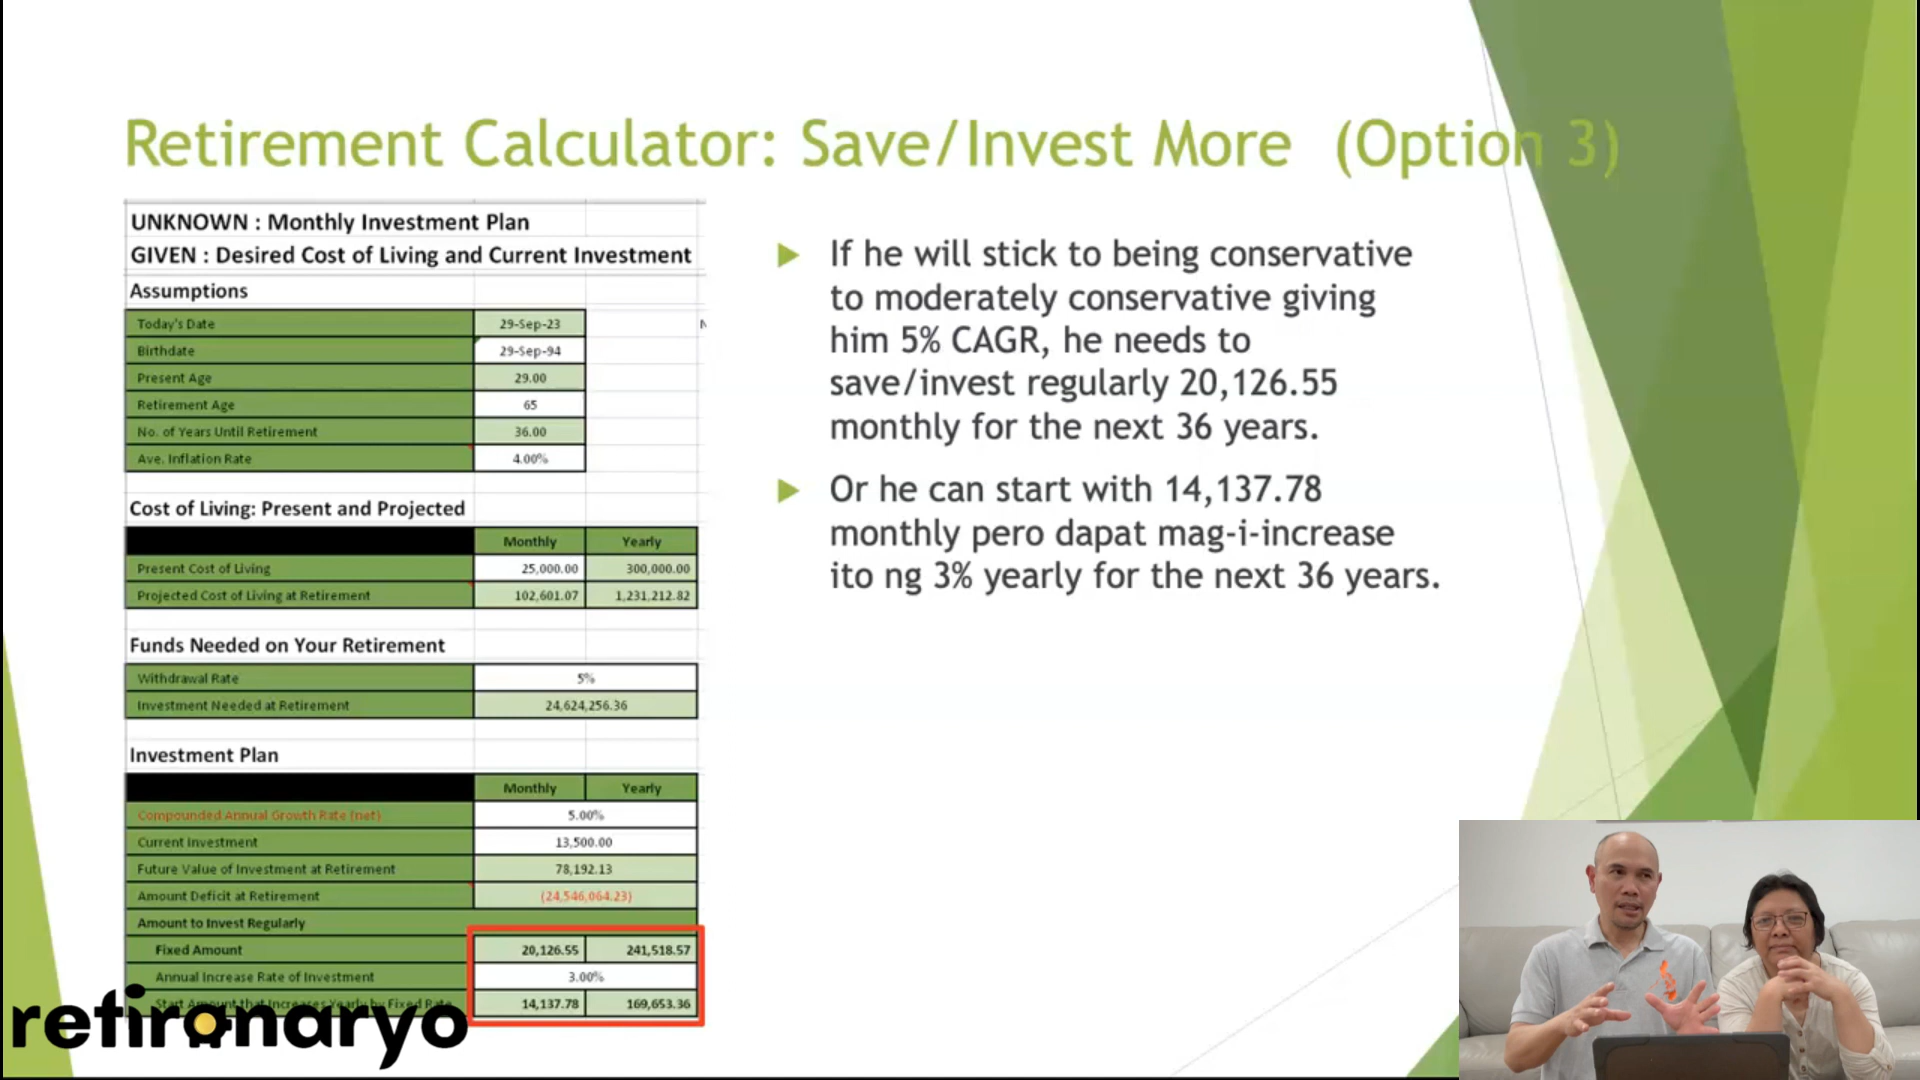 Retirement Calculator: Save/Invest More (Option 3)
UNKNOWN : Monthly Investment Plan
GIVEN : Desired Cost of Living and Current Investment
Assumptions
Today's Date 29-Sep-23
Birthdate 29-Sep-94
Present Age 29.00
Retirement Age 65
No. of Years Until Retirement 36.00
Ave. Inflation Rate 4.00%
Cost of Living: Present and Projected
Monthly Yearly
Present Cost of Living 25,000.00 300,000.00
Projected Cost of Living at Retirement 102,601.07 1,231,212.82
Funds Needed on Your Retirement
Withdrawal Rate 5%
Investment Needed at Retirement 24,624,256.36
Investment Plan
Monthly Yearly
Compounded Annual Growth Rate (net) 5.00%
Current Investment 13,500.00
Future Value of Investment at Retirement 78,192.13
Amount Deficit at Retirement (24,546,064.23)
Amount to Invest Regularly
Fixed Amount 20,126.55 241,518.57
Annual Increase Rate of Investment 3.00%
Start Amount that Increases Yearly by Fixed Rate 14,137.78 169,653.36
If he will stick to being conservative
to moderately conservative giving
him 5% CAGR, he needs to
save/invest regularly 20,126.55
monthly for the next 36 years.
Or he can start with 14,137.78
monthly pero dapat mag-i-increase
ito ng 3% yearly for the next 36 years.
retiranaryo